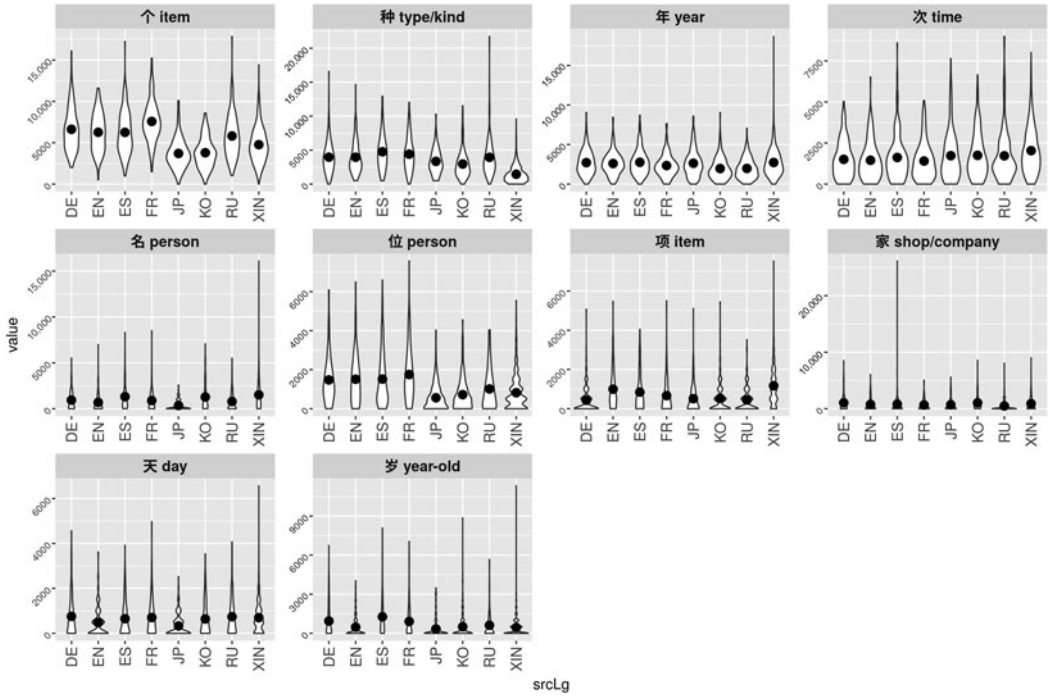 个 item
种 type/kind
年 year
次 time
15,000
10,000
5000
0
20,000
15,000
10,000
5000
0
15,000
10,000
5000
0
7500
5000
2500
0
DE EN ES FR JP KO RU XIN
DE EN ES FR JP KO RU XIN
DE EN ES FR JP KO RU XIN
DE EN ES FR JP KO RU XIN
名 person
位 person
项 item
家 shop/company
value
15,000
10,000
5000
0
6000
4000
2000
0
6000
4000
2000
0
20,000
10,000
0
DE EN ES FR JP KO RU XIN
DE EN ES FR JP KO RU XIN
DE EN ES FR JP KO RU XIN
DE EN ES FR JP KO RU XIN
天 day
岁 year-old
6000
4000
2000
0
9000
6000
3000
0
DE EN ES FR JP KO RU XIN
DE EN ES FR JP KO RU XIN
srcLg